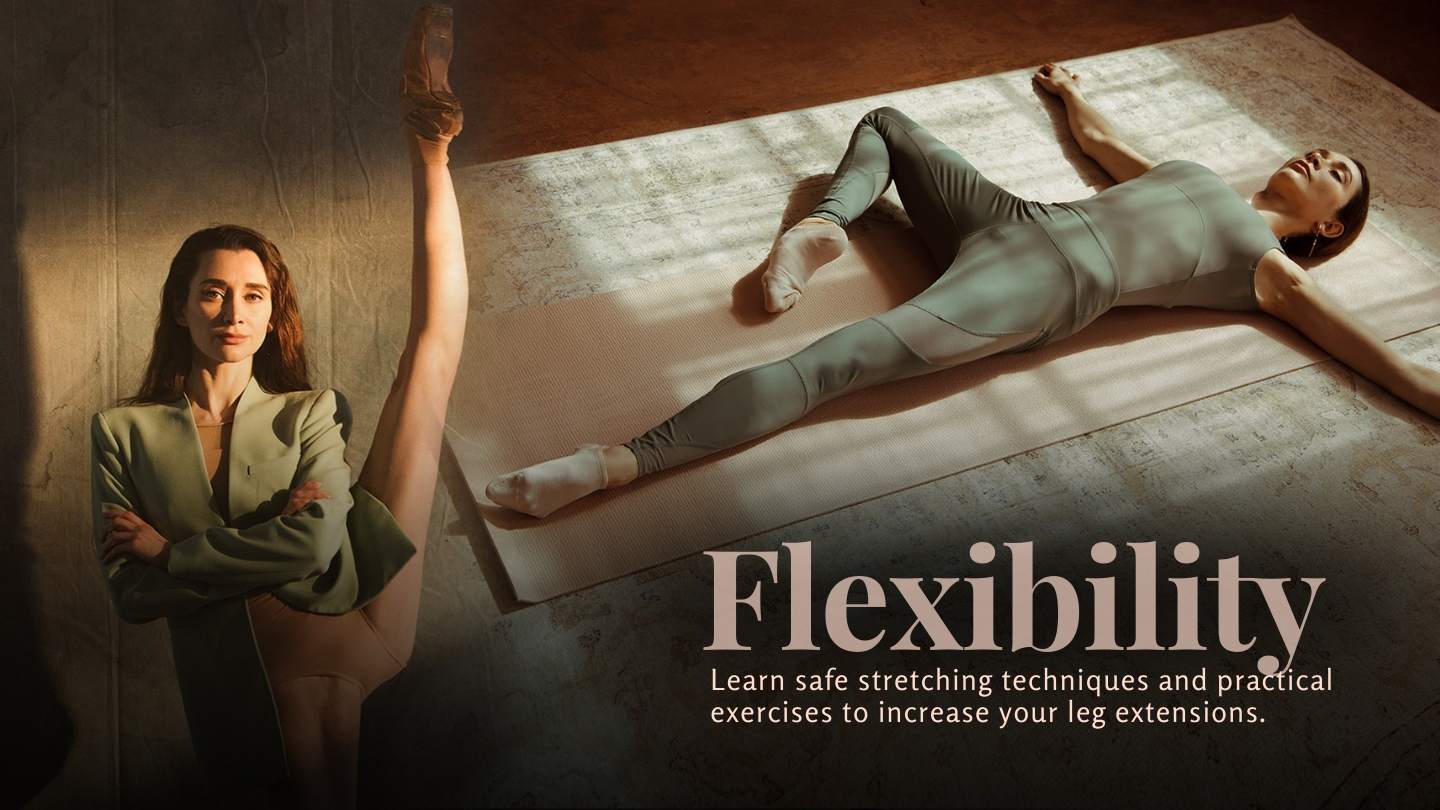 Flexibility
Learn safe stretching techniques and practical
exercises to increase your leg extensions.